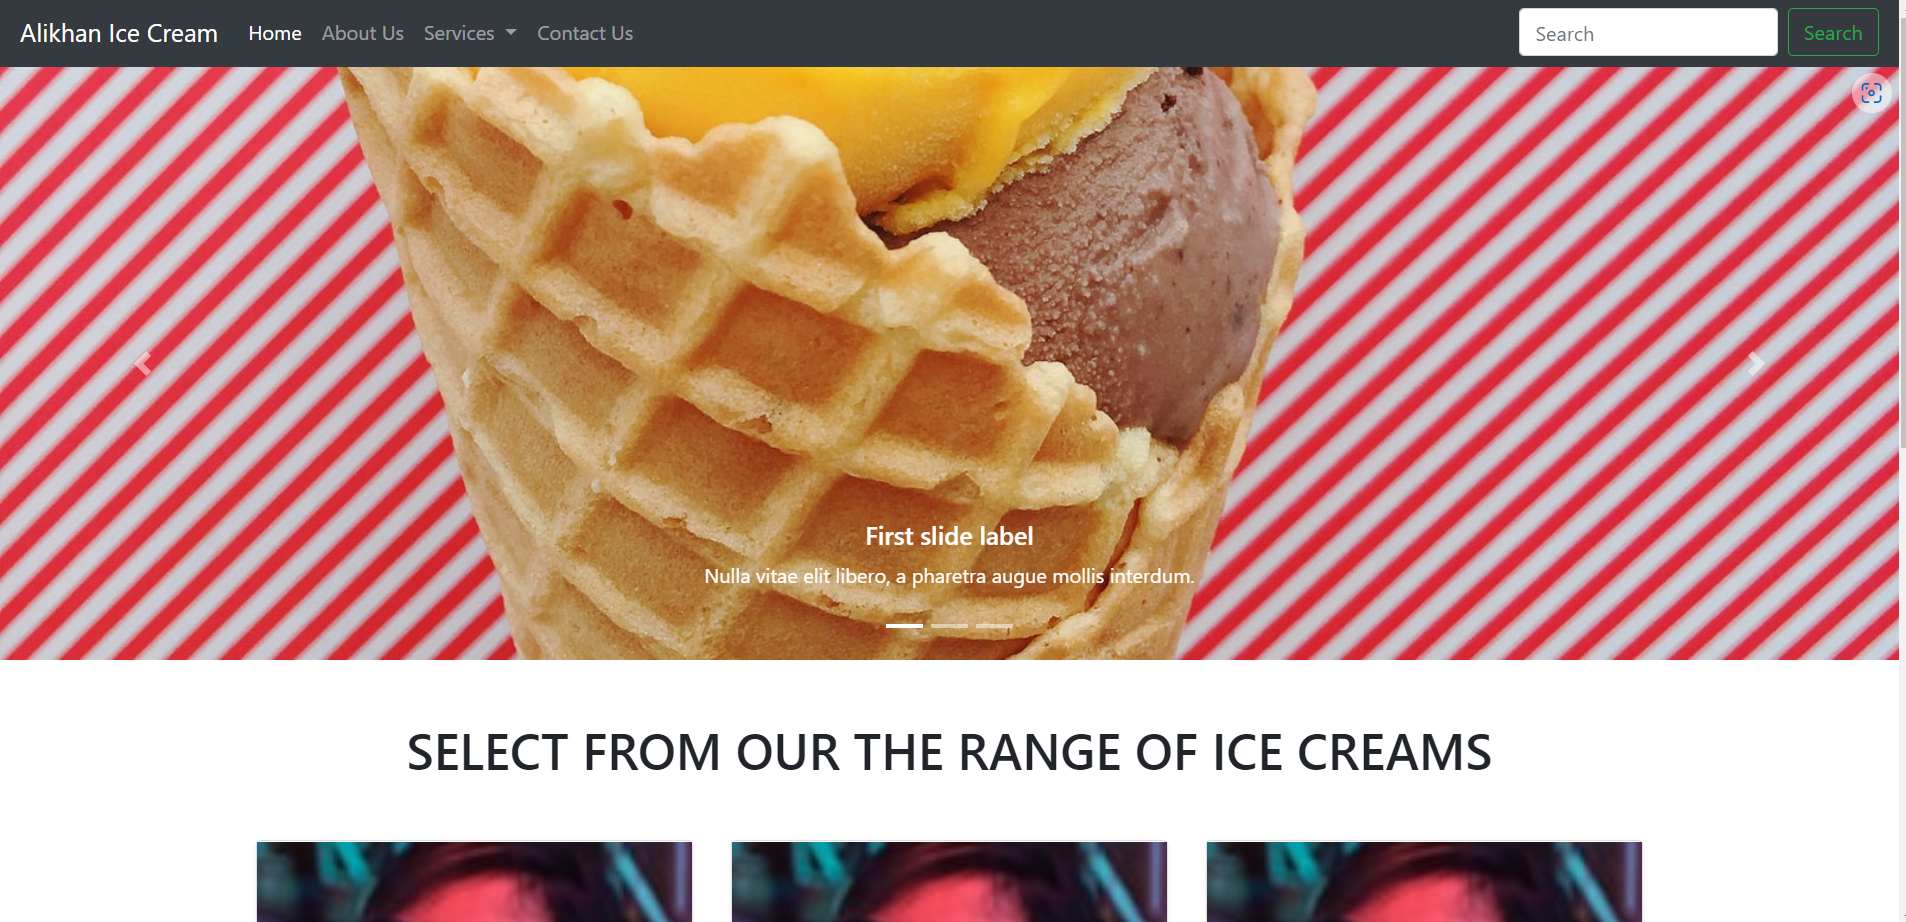 Alikhan Ice Cream Home About Us Services Contact Us Search Search
First slide label
Nulla vitae elit libero, a pharetra augue mollis interdum.
SELECT FROM OUR THE RANGE OF ICE CREAMS